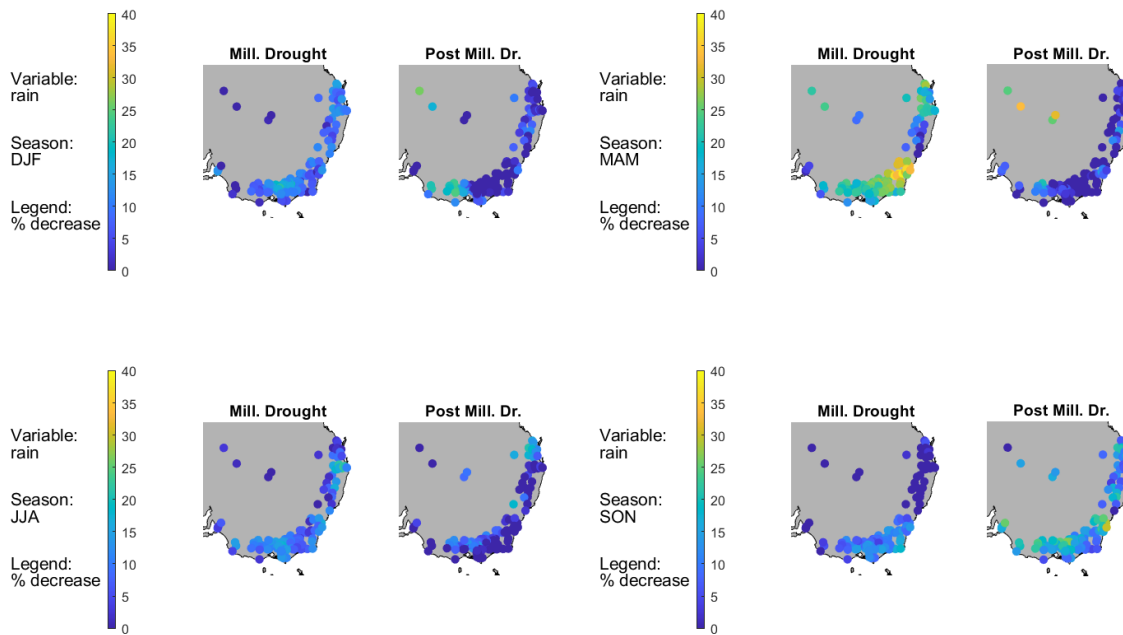 40
35
30
25
20
15
10
5
0
Variable:
rain
Season:
DJF
Legend:
% decrease
Mill. Drought
Post Mill. Dr.
40
35
30
25
20
15
10
5
0
Variable:
rain
Season:
MAM
Legend:
% decrease
Mill. Drought
Post Mill. Dr.
40
35
30
25
20
15
10
5
0
Variable:
rain
Season:
JJA
Legend:
% decrease
Mill. Drought
Post Mill. Dr.
40
35
30
25
20
15
10
5
0
Variable:
rain
Season:
SON
Legend:
% decrease
Mill. Drought
Post Mill. Dr.